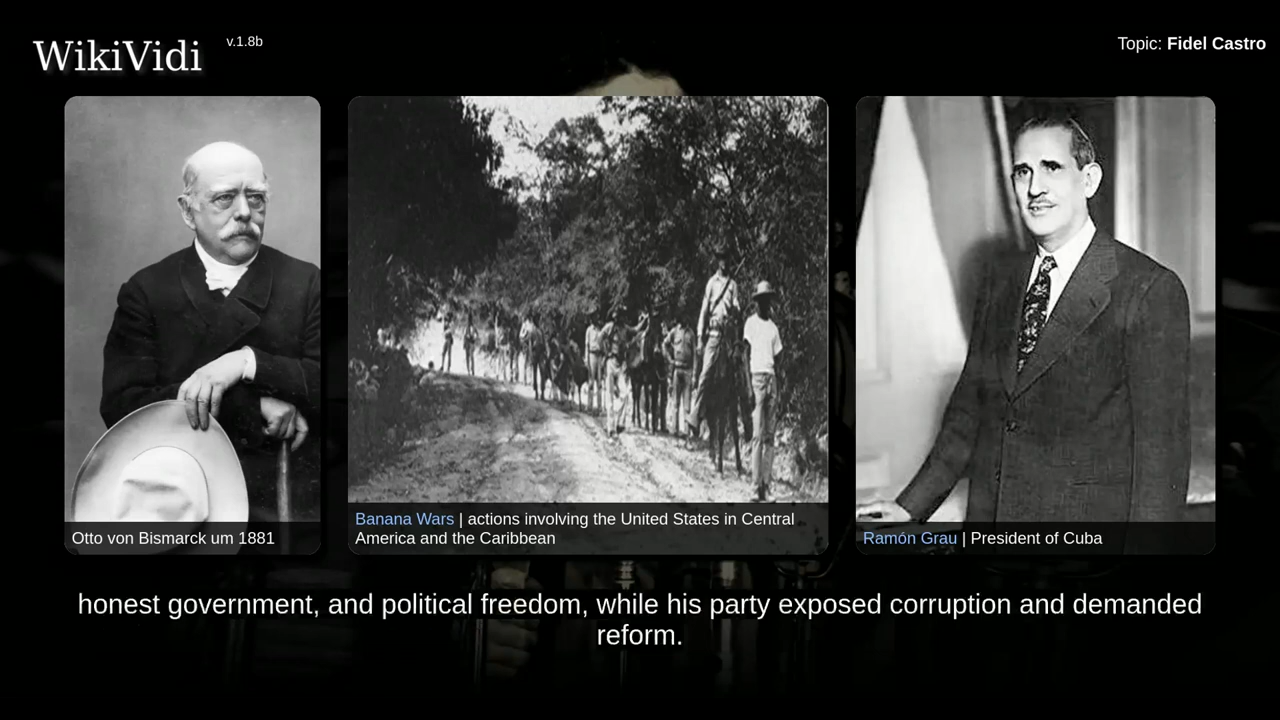 WikiVidi
v.1.8b
Topic: Fidel Castro
Otto von Bismarck um 1881
Banana Wars | actions involving the United States in Central
America and the Caribbean
Ramón Grau | President of Cuba
honest government, and political freedom, while his party exposed corruption and demanded
reform.